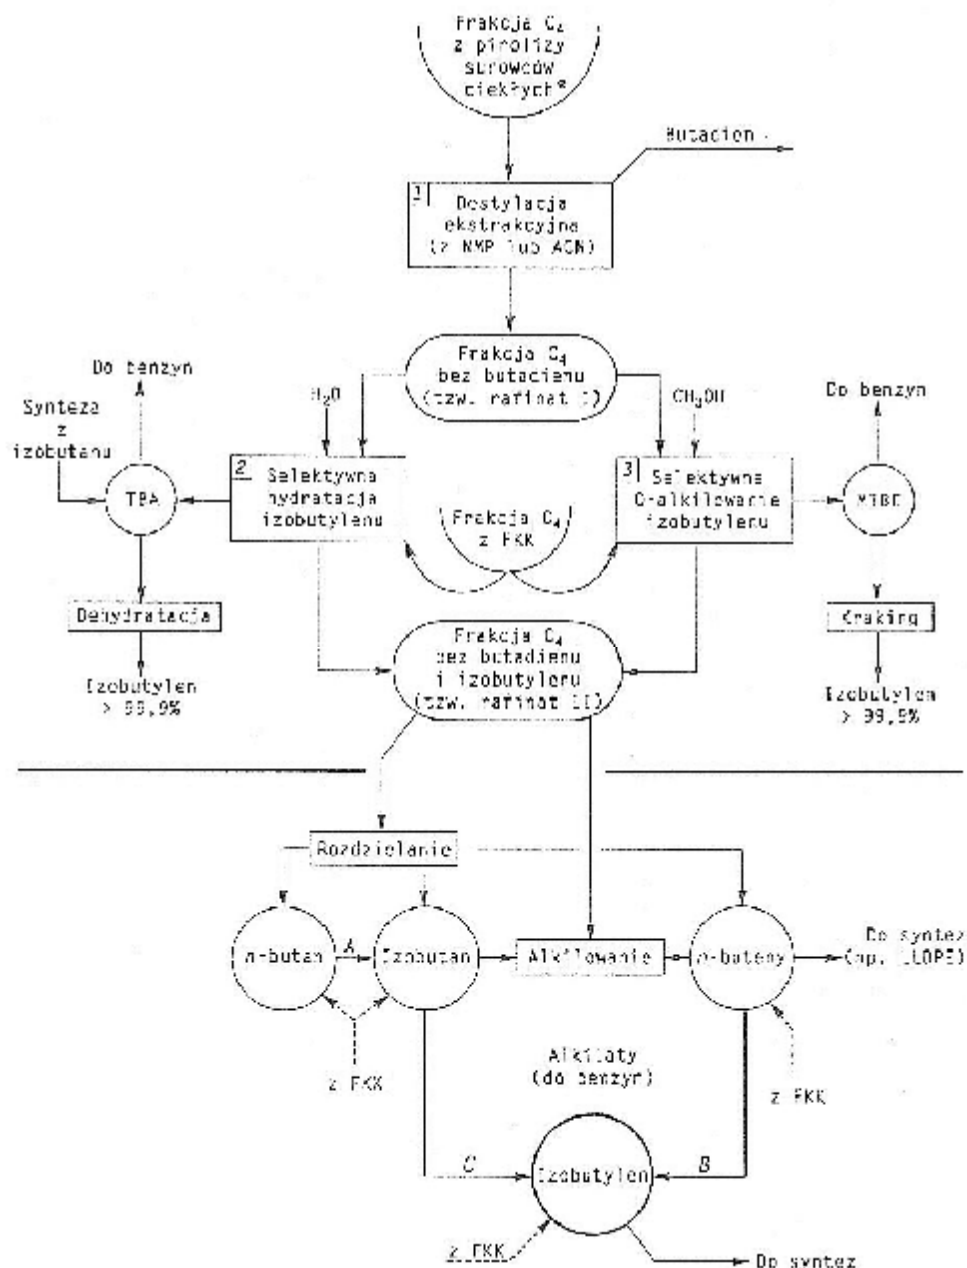 Frakcja C₄
z pirolizy
surowców
ciekłych*
Butadien
1
Destylacja
ekstrakcyjna
(z NMP lub ACN)
Frakcja C₄
bez butadienu
(tzw. rafinat I)
Do benzyn
Synteza
z
izobutanu
H₂O
CH₃OH
Do benzyn
TBA
2
Selektywna
hydratacja
izobutylenu
Frakcja C₄
z FKK
3
Selektywne
O-alkilowanie
izobutylenu
MTBE
Dehydratacja
Kraking
Izobutylen
> 99,9%
Frakcja C₄
bez butadienu
i izobutylenu
(tzw. rafinat II)
Izobutylen
> 99,9%
Rozdzielanie
n-butan
A
Izobutan
Alkilowanie
n-buteny
Do syntez
(np. LLDPE)
z FKK
Alkilaty
(do benzyn)
z FKK
C
Izobutylen
B
z FKK
Do syntez